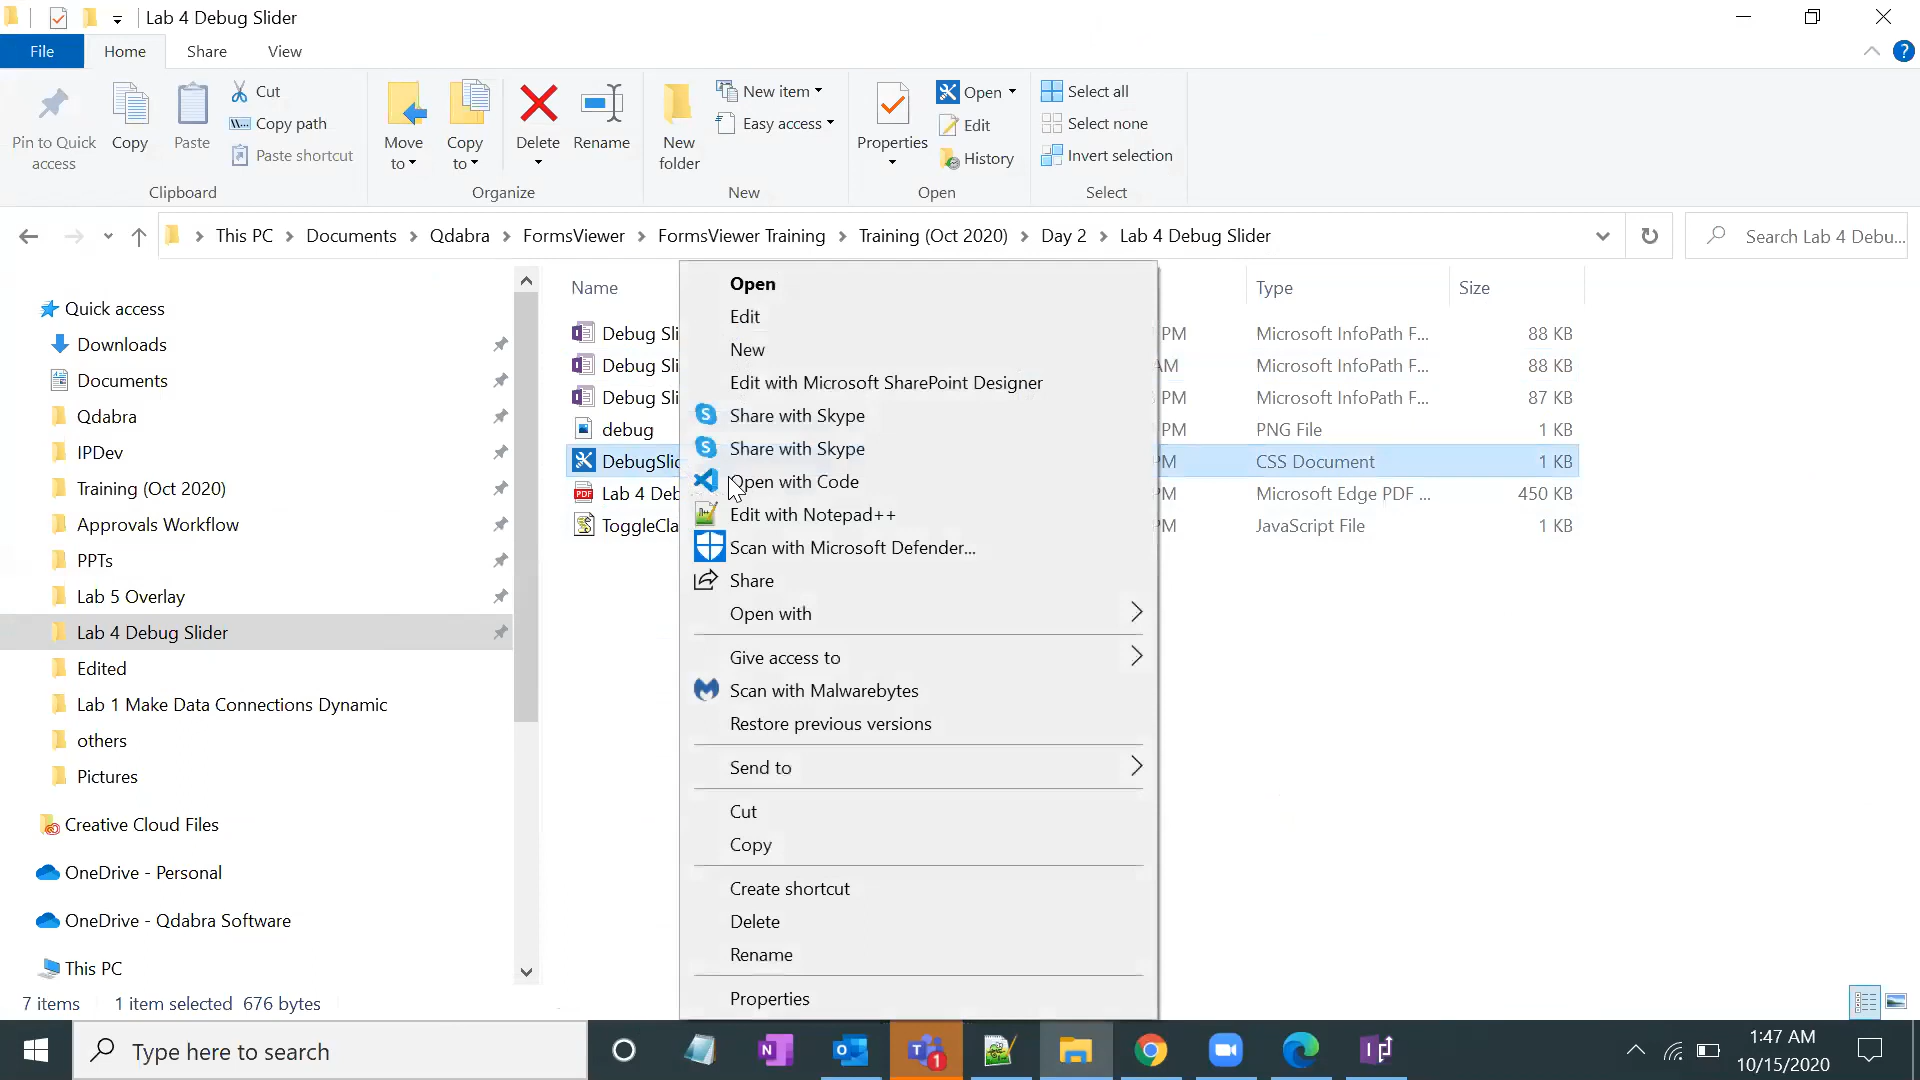 Lab 4 Debug Slider
File
Home
Share
View
Pin to Quick access
Copy
Paste
Cut
Copy path
Paste shortcut
Clipboard
Move to
Copy to
Delete
Rename
Organize
New folder
New item
Easy access
New
Properties
Open
Edit
History
Open
Select all
Select none
Invert selection
Select
This PC > Documents > Qdabra > FormsViewer > FormsViewer Training > Training (Oct 2020) > Day 2 > Lab 4 Debug Slider
Search Lab 4 Debu...
Quick access
Downloads
Documents
Qdabra
IPDev
Training (Oct 2020)
Approvals Workflow
PPTs
Lab 5 Overlay
Lab 4 Debug Slider
Edited
Lab 1 Make Data Connections Dynamic
others
Pictures
Creative Cloud Files
OneDrive - Personal
OneDrive - Qdabra Software
This PC
Name Type Size
Debug Sli PM Microsoft InfoPath F... 88 KB
Debug Sli AM Microsoft InfoPath F... 88 KB
Debug Sli PM Microsoft InfoPath F... 87 KB
debug PM PNG File 1 KB
DebugSlid PM CSS Document 1 KB
Lab 4 Deb PM Microsoft Edge PDF ... 450 KB
ToggleCla PM JavaScript File 1 KB
Open
Edit
New
Edit with Microsoft SharePoint Designer
Share with Skype
Share with Skype
Open with Code
Edit with Notepad++
Scan with Microsoft Defender...
Share
Open with
Give access to
Scan with Malwarebytes
Restore previous versions
Send to
Cut
Copy
Create shortcut
Delete
Rename
Properties
7 items 1 item selected 676 bytes
Type here to search
1:47 AM
10/15/2020